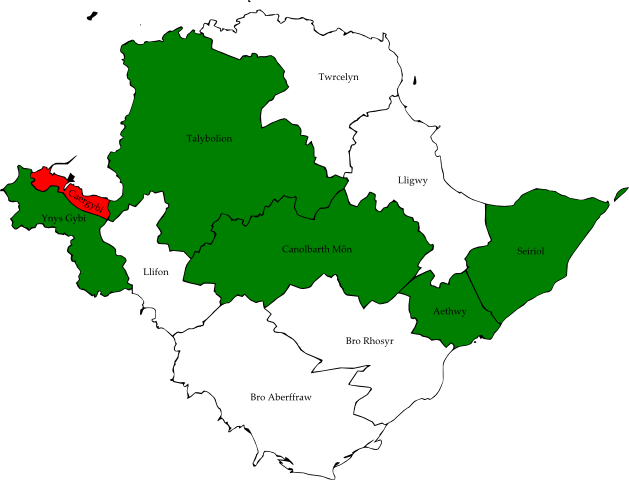 Twrcelyn
Talybolion
Lligwy
Caergybi
Ynys Gybi
Canolbarth Môn
Seiriol
Llifon
Aethwy
Bro Rhosyr
Bro Aberffraw